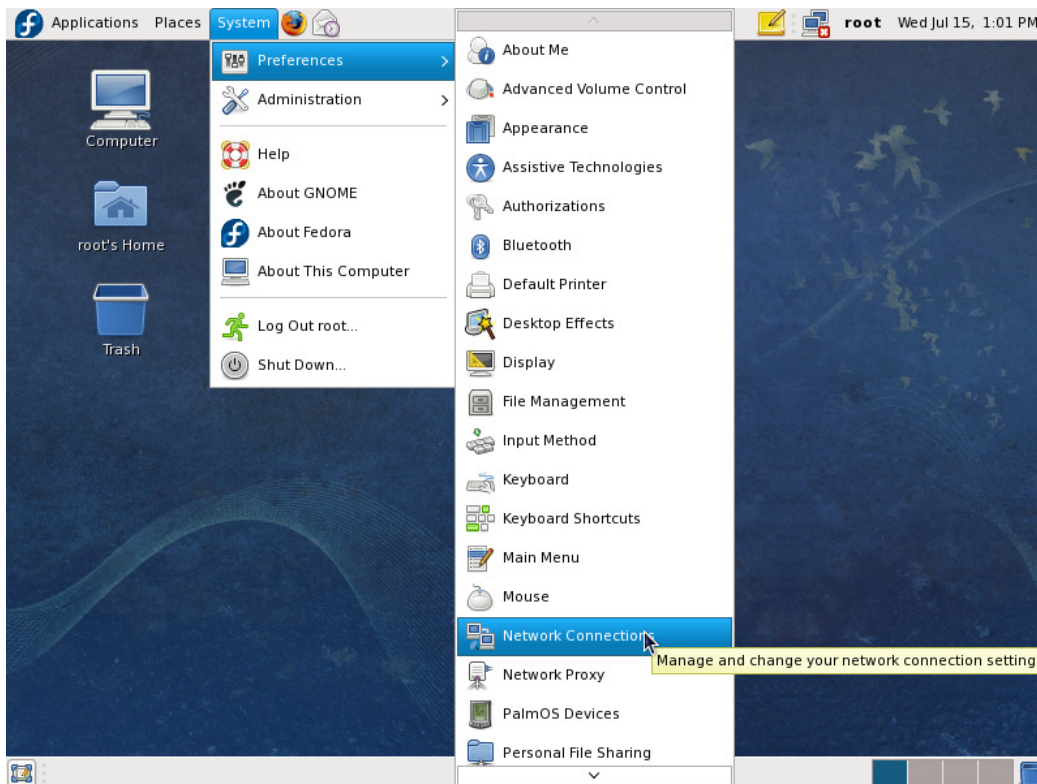 Applications Places System root Wed Jul 15, 1:01 PM
Computer
root's Home
Trash
Preferences
Administration
Help
About GNOME
About Fedora
About This Computer
Log Out root...
Shut Down...
About Me
Advanced Volume Control
Appearance
Assistive Technologies
Authorizations
Bluetooth
Default Printer
Desktop Effects
Display
File Management
Input Method
Keyboard
Keyboard Shortcuts
Main Menu
Mouse
Network Connections
Manage and change your network connection setting
Network Proxy
PalmOS Devices
Personal File Sharing